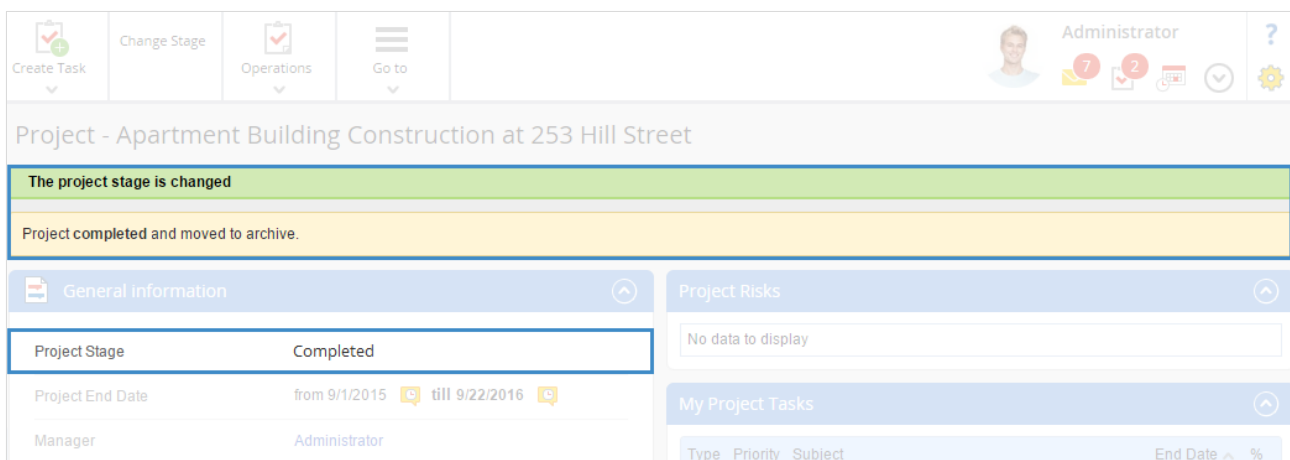 Create Task
Change Stage
Operations
Go to
Administrator
7
2
?
Project - Apartment Building Construction at 253 Hill Street
The project stage is changed
Project completed and moved to archive.
General information
Project Risks
Project Stage Completed
No data to display
Project End Date from 9/1/2015 till 9/22/2016
My Project Tasks
Manager Administrator
Type Priority Subject End Date %